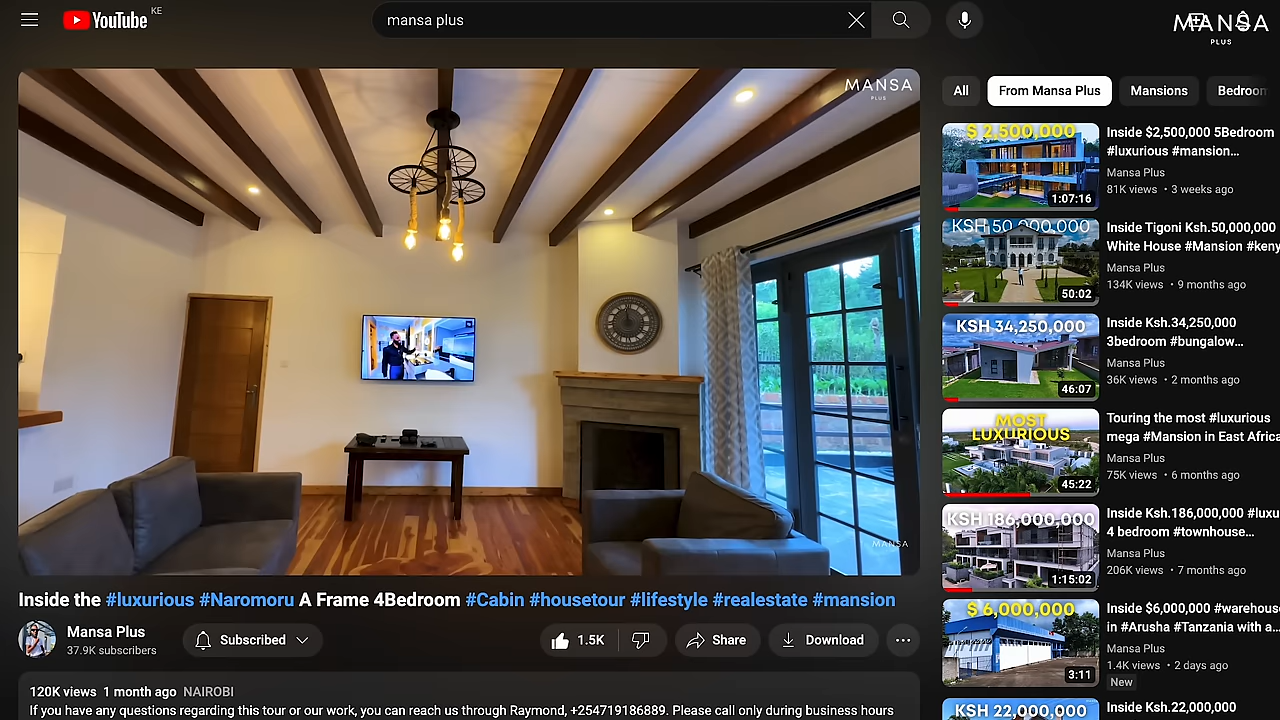 YouTube KE
mansa plus
MANSA
PLUS
MANSA
PLUS
MANSA
Inside the #luxurious #Naromoru A Frame 4Bedroom #Cabin #housetour #lifestyle #realestate #mansion
Mansa Plus
37.9K subscribers
Subscribed
1.5K
Share
Download
120K views 1 month ago NAIROBI
If you have any questions regarding this tour or our work, you can reach us through Raymond, +254719186889. Please call only during business hours
All
From Mansa Plus
Mansions
Bedroom
$ 2,500,000
1:07:16
Inside $2,500,000 5Bedroom
#luxurious #mansion…
Mansa Plus
81K views • 3 weeks ago
KSH 50 000,000
50:02
Inside Tigoni Ksh.50,000,000
White House #Mansion #keny
Mansa Plus
134K views • 9 months ago
KSH 34,250,000
46:07
Inside Ksh.34,250,000
3bedroom #bungalow…
Mansa Plus
36K views • 2 months ago
MOST
LUXURIOUS
45:22
Touring the most #luxurious
mega #Mansion in East Africa
Mansa Plus
75K views • 6 months ago
KSH 186,000,000
1:15:02
Inside Ksh.186,000,000 #luxu
4 bedroom #townhouse…
Mansa Plus
206K views • 7 months ago
$ 6,000,000
3:11
Inside $6,000,000 #warehouse
in #Arusha #Tanzania with a…
Mansa Plus
1.4K views • 2 days ago
New
KSH 22,000,000
Inside Ksh.22,000,000